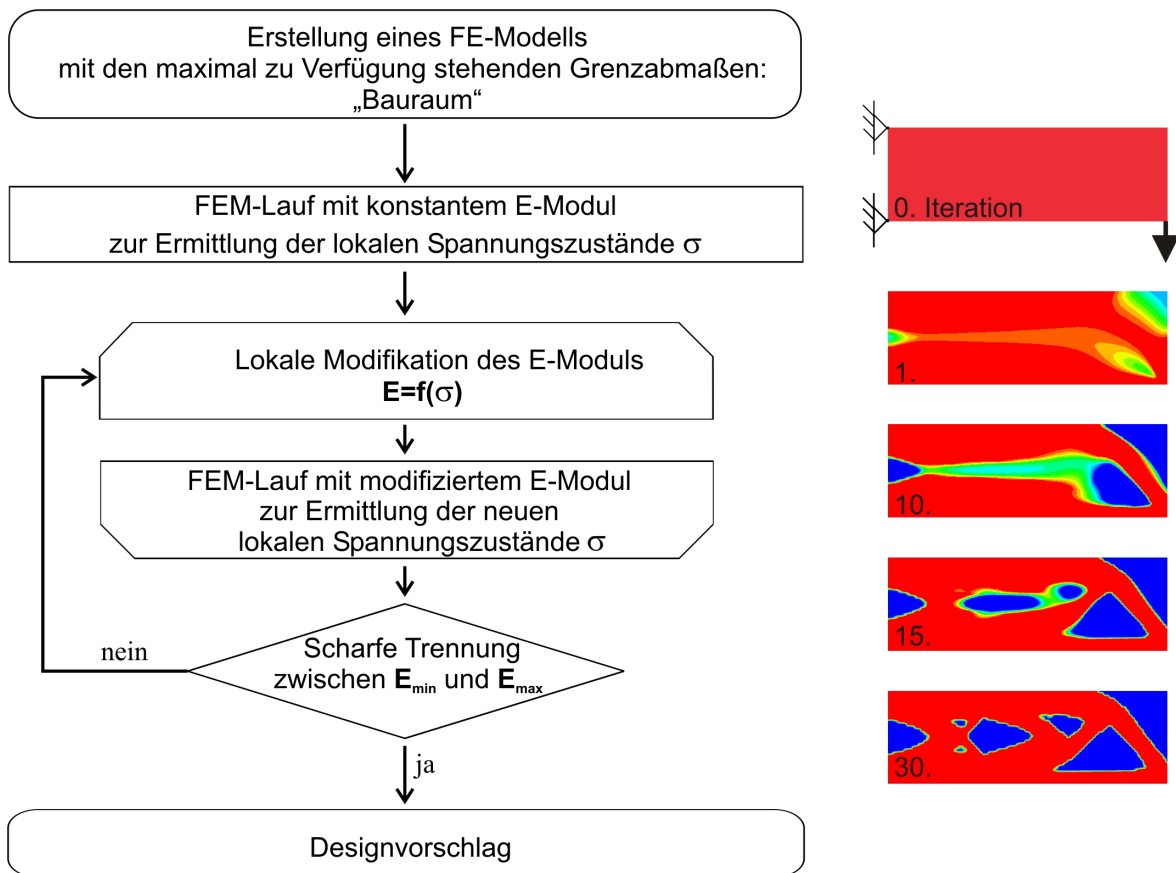 Erstellung eines FE-Modells
mit den maximal zu Verfügung stehenden Grenzabmaßen:
„Bauraum“
FEM-Lauf mit konstantem E-Modul
zur Ermittlung der lokalen Spannungszustände σ
Lokale Modifikation des E-Moduls
E=f(σ)
FEM-Lauf mit modifiziertem E-Modul
zur Ermittlung der neuen
lokalen Spannungszustände σ
nein
Scharfe Trennung
zwischen E_min und E_max
ja
Designvorschlag
0. Iteration
1.
10.
15.
30.